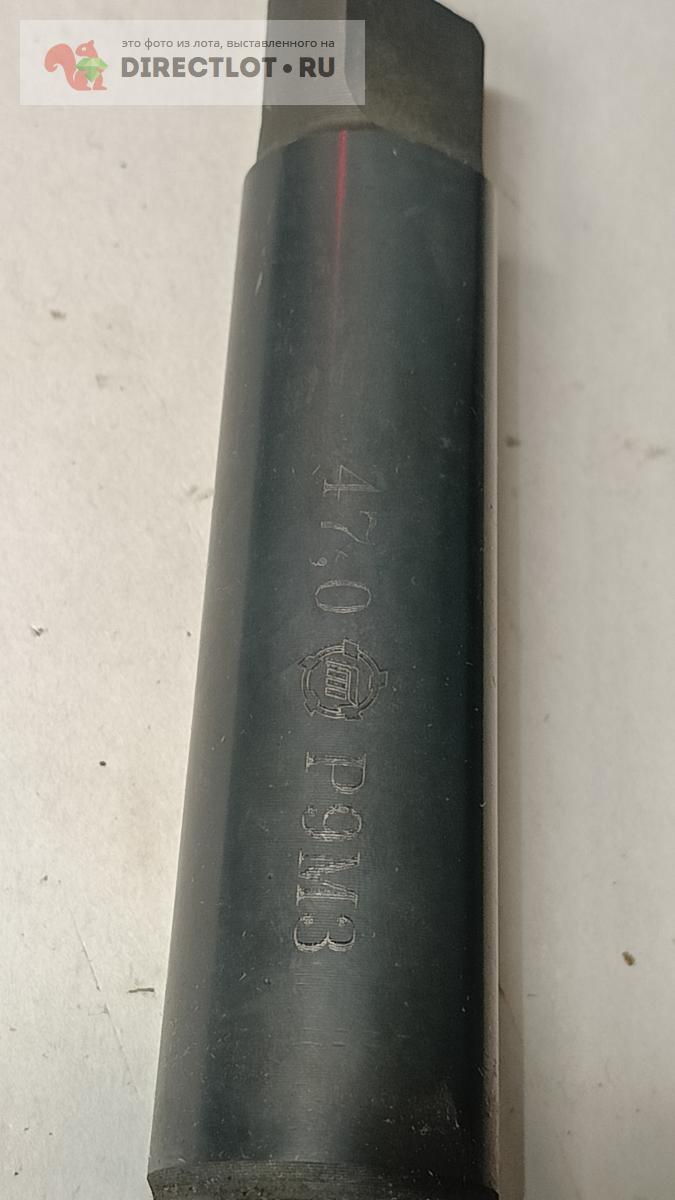 это фото из лота, выставленного на
DIRECTLOT•RU
47,0 Р9М3